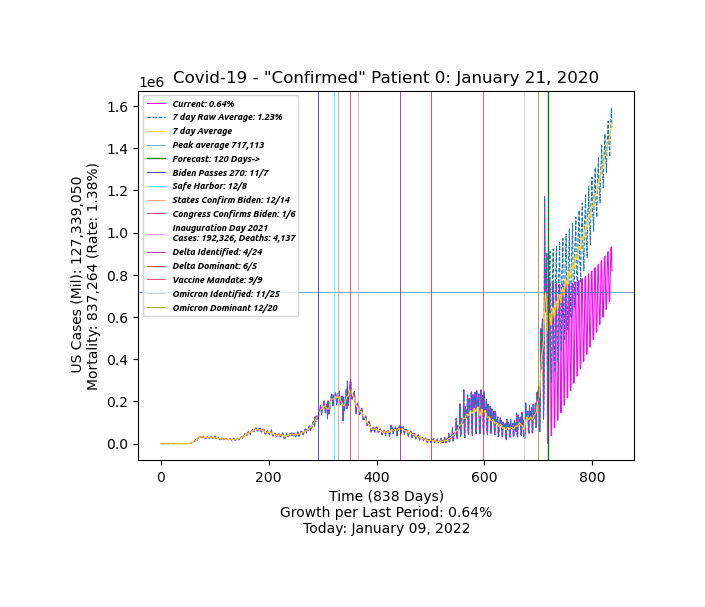 Covid-19 - "Confirmed" Patient 0: January 21, 2020
1e6
1.6
1.4
1.2
1.0
0.8
0.6
0.4
0.2
0.0
US Cases (Mil): 127,339,050
Mortality: 837,264 (Rate: 1.38%)
Current: 0.64%
7 day Raw Average: 1.23%
7 day Average
Peak average 717,113
Forecast: 120 Days->
Biden Passes 270: 11/7
Safe Harbor: 12/8
States Confirm Biden: 12/14
Congress Confirms Biden: 1/6
Inauguration Day 2021
Cases: 192,326, Deaths: 4,137
Delta Identified: 4/24
Delta Dominant: 6/5
Vaccine Mandate: 9/9
Omicron Identified: 11/25
Omicron Dominant 12/20
0 200 400 600 800
Time (838 Days)
Growth per Last Period: 0.64%
Today: January 09, 2022